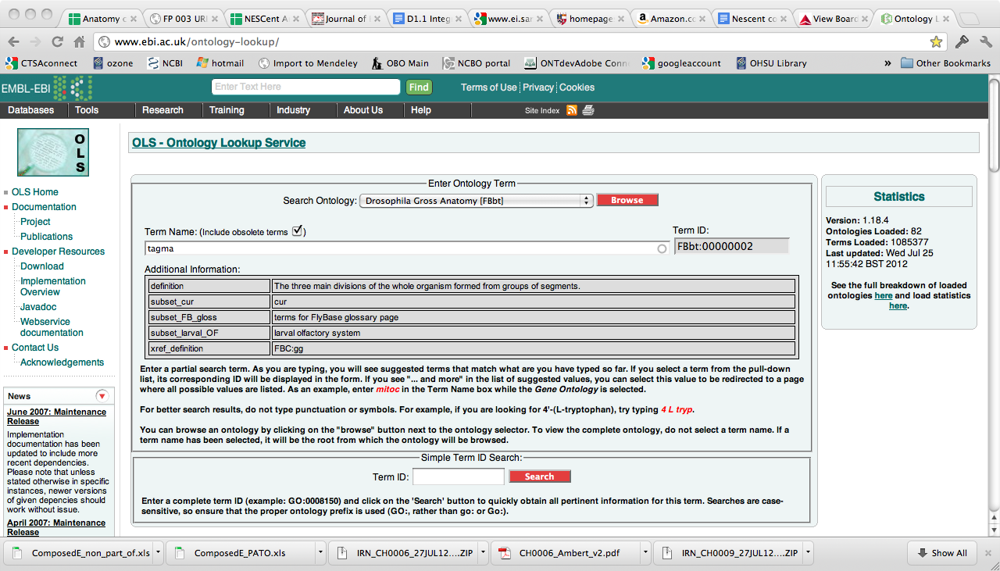 Anatomy c
FP 003 URI
NESCent A
Journal of
D1.1 Integ
www.ei.sar
homepage
Amazon.co
Nescent co
View Board
Ontology L
www.ebi.ac.uk/ontology-lookup/
CTSAconnect
ozone
NCBI
hotmail
Import to Mendeley
OBO Main
NCBO portal
ONTdevAdobe Conn
googleaccount
OHSU Library
»
Other Bookmarks
EMBL-EBI
Enter Text Here
Find
Terms of Use
Privacy
Cookies
Databases
Tools
Research
Training
Industry
About Us
Help
Site Index
OLS
OLS Home
Documentation
Project
Publications
Developer Resources
Download
Implementation
Overview
Javadoc
Webservice
documentation
Contact Us
Acknowledgements
News
June 2007: Maintenance
Release
Implementation
documentation has been
updated to include more
recent dependencies.
Please note that unless
stated otherwise in specific
instances, newer versions
of given depencies should
work without issue.
April 2007: Maintenance
Release
OLS - Ontology Lookup Service
Enter Ontology Term
Search Ontology: Drosophila Gross Anatomy [FBbt] Browse
Term Name: (Include obsolete terms )
Term ID:
tagma
FBbt:00000002
Additional Information:
definition The three main divisions of the whole organism formed from groups of segments.
subset_cur cur
subset_FB_gloss terms for FlyBase glossary page
subset_larval_OF larval olfactory system
xref_definition FBC:gg
Enter a partial search term. As you are typing, you will see suggested terms that match what are you have typed so far. If you select a term from the pull-down
list, its corresponding ID will be displayed in the form. If you see "... and more" in the list of suggested values, you can select this value to be redirected to a page
where all possible values are listed. As an example, enter mitoc in the Term Name box while the Gene Ontology is selected.
For better search results, do not type punctuation or symbols. For example, if you are looking for 4'-(L-tryptophan), try typing 4 L tryp.
You can browse an ontology by clicking on the "browse" button next to the ontology selector. To view the complete ontology, do not select a term name. If a
term name has been selected, it will be the root from which the ontology will be browsed.
Simple Term ID Search:
Term ID: Search
Enter a complete term ID (example: GO:0008150) and click on the 'Search' button to quickly obtain all pertinent information for this term. Searches are case-
sensitive, so ensure that the proper ontology prefix is used (GO:, rather than go: or Go:).
Statistics
Version: 1.18.4
Ontologies Loaded: 82
Terms Loaded: 1085377
Last updated: Wed Jul 25
11:55:42 BST 2012
See the full breakdown of loaded
ontologies here and load statistics
here.
ComposedE_non_part_of.xls
ComposedE_PATO.xls
IRN_CH0006_27JUL12....ZIP
CH0006_Ambert_v2.pdf
IRN_CH0009_27JUL12....ZIP
Show All